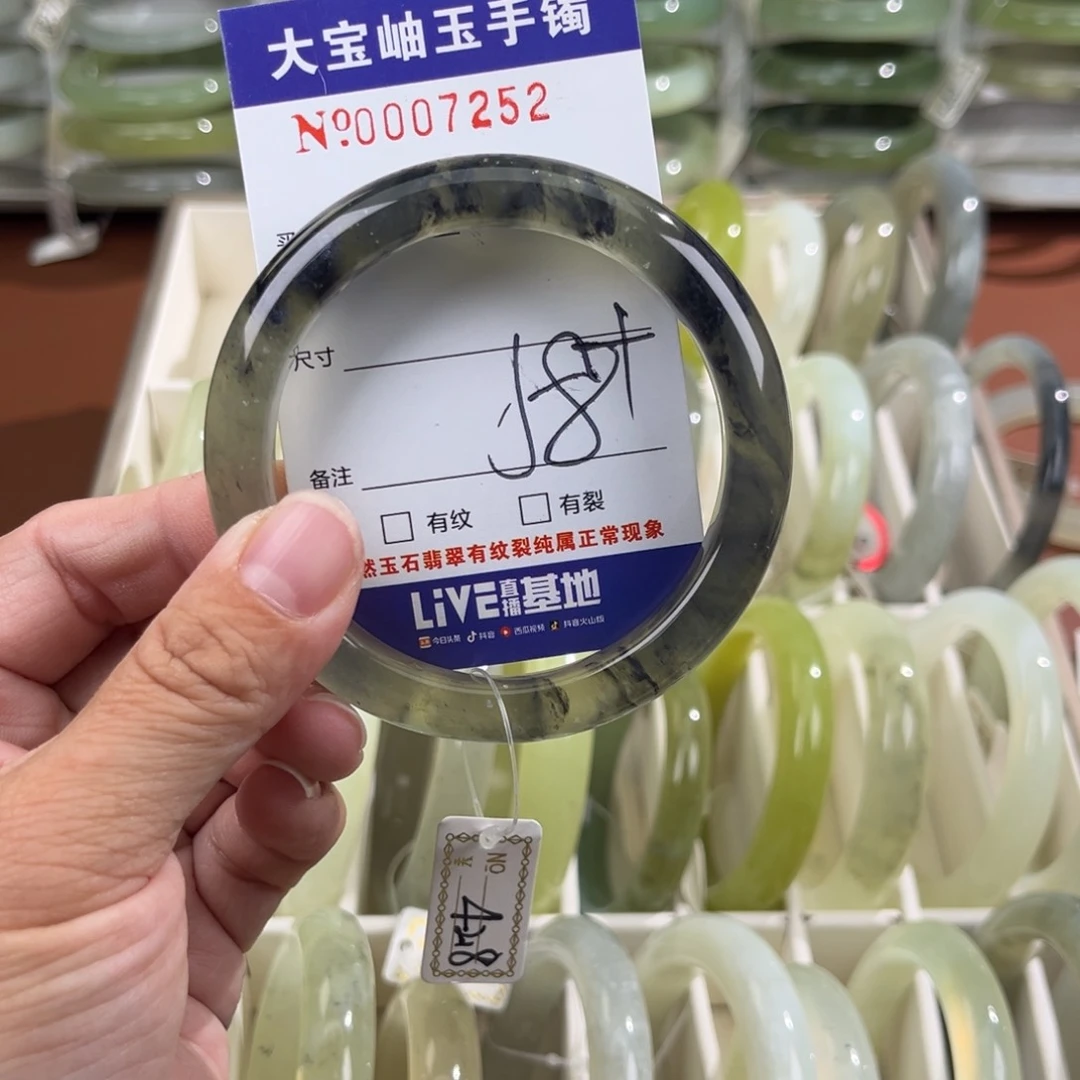 大宝岫玉手镯
Nº0007252
尺寸
备注
□ 有纹 □ 有裂
然玉石翡翠有纹裂纯属正常现象
LiVE直播基地
今日头条 抖音 西瓜视频 抖音火山版
NO